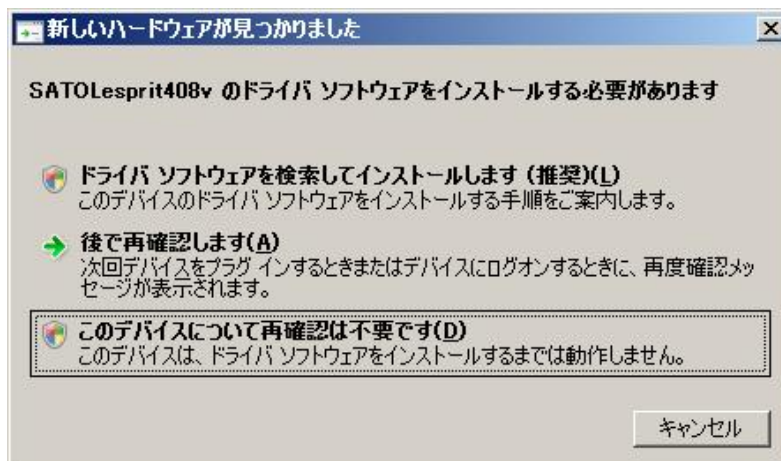 新しいハードウェアが見つかりました
SATOLesprit408v のドライバ ソフトウェアをインストールする必要があります
ドライバ ソフトウェアを検索してインストールします (推奨)(L)
このデバイスのドライバ ソフトウェアをインストールする手順をご案内します。
後で再確認します(A)
次回デバイスをプラグ インするときまたはデバイスにログオンするときに、再度確認メッ
セージが表示されます。
このデバイスについて再確認は不要です(D)
このデバイスは、ドライバ ソフトウェアをインストールするまでは動作しません。
キャンセル